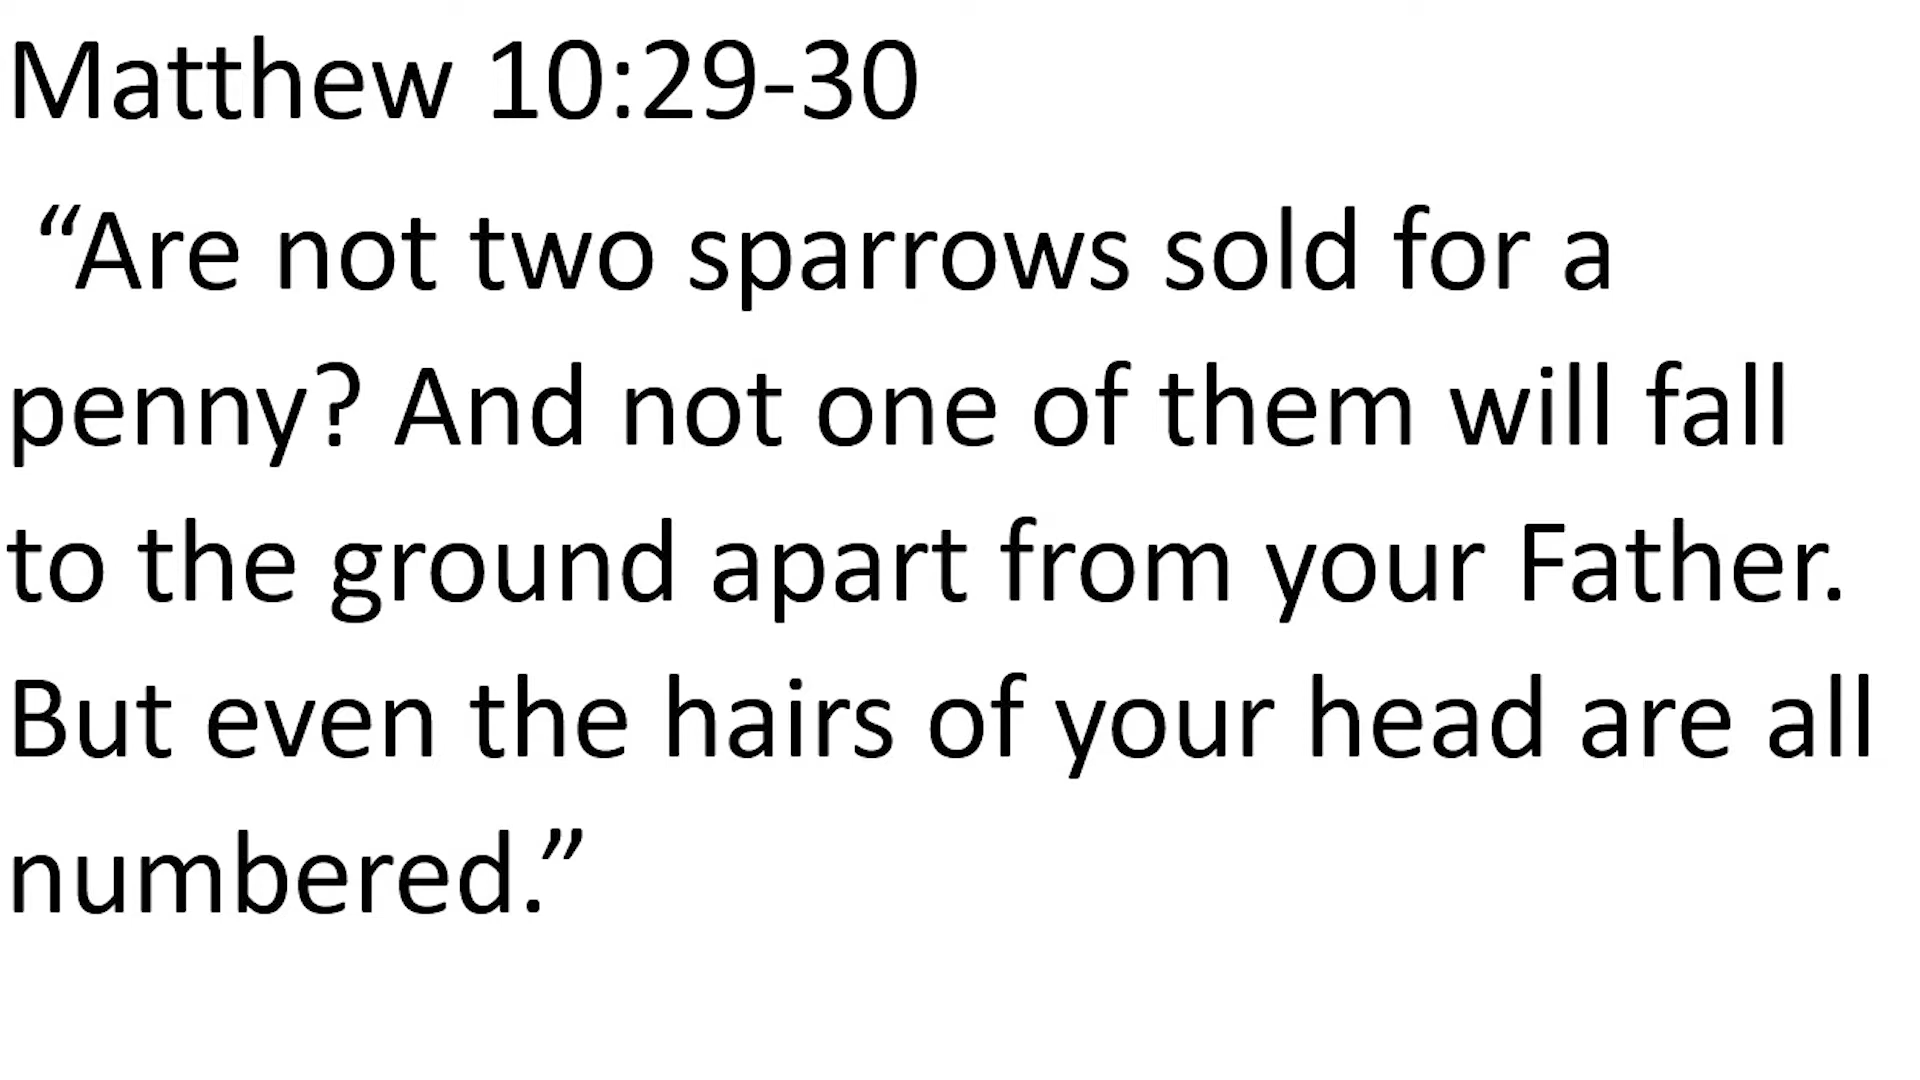 Matthew 10:29-30
“Are not two sparrows sold for a
penny? And not one of them will fall
to the ground apart from your Father.
But even the hairs of your head are all
numbered.”